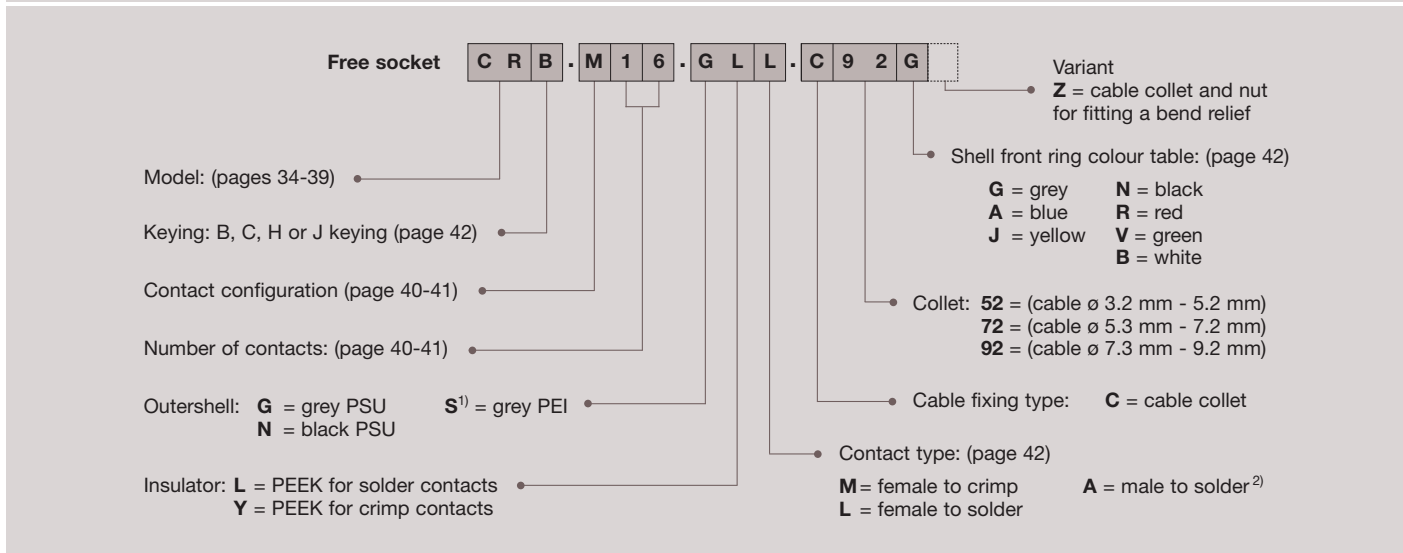 Free socket C R B . M 1 6 . G L L . C 9 2 G
Variant
Z = cable collet and nut
for fitting a bend relief
Shell front ring colour table: (page 42)
G = grey N = black
A = blue R = red
J = yellow V = green
B = white
Model: (pages 34-39)
Keying: B, C, H or J keying (page 42)
Contact configuration (page 40-41)
Collet: 52 = (cable ø 3.2 mm - 5.2 mm)
72 = (cable ø 5.3 mm - 7.2 mm)
92 = (cable ø 7.3 mm - 9.2 mm)
Number of contacts: (page 40-41)
Outershell: G = grey PSU S1) = grey PEI
N = black PSU
Cable fixing type: C = cable collet
Contact type: (page 42)
M = female to crimp A = male to solder 2)
L = female to solder
Insulator: L = PEEK for solder contacts
Y = PEEK for crimp contacts